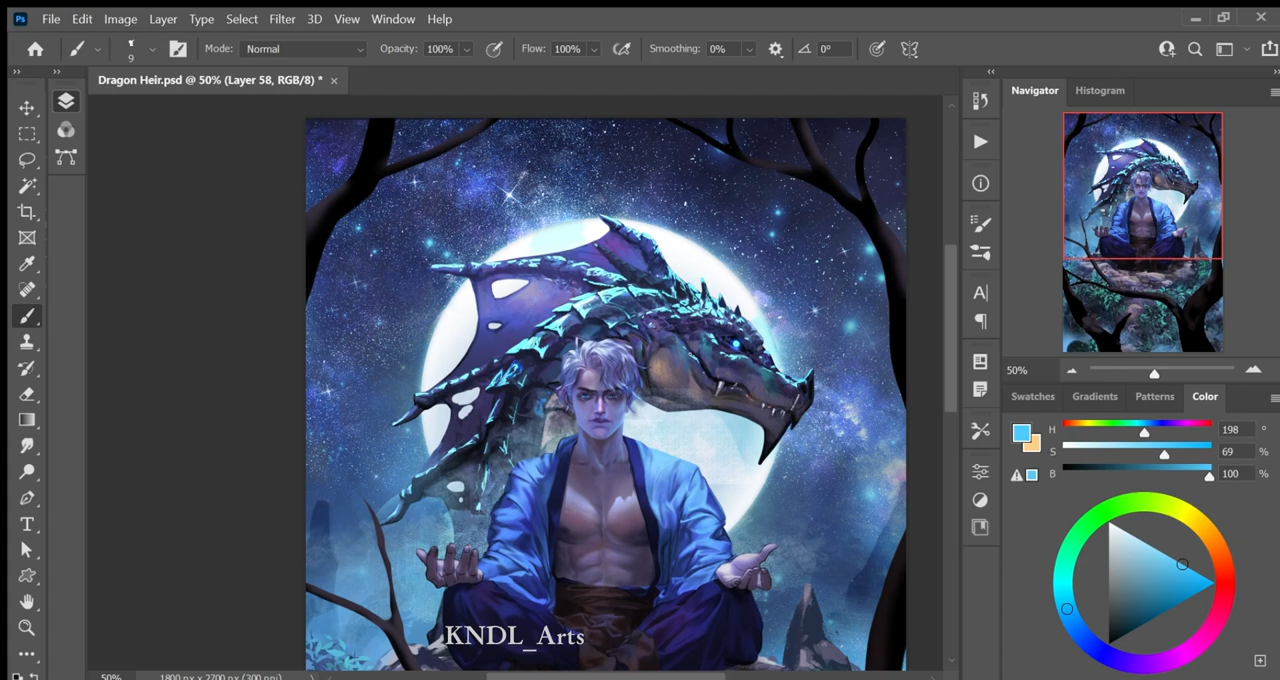 Ps File Edit Image Layer Type Select Filter 3D View Window Help
9 Mode: Normal Opacity: 100% Flow: 100% Smoothing: 0% 0°
Dragon Heir.psd @ 50% (Layer 58, RGB/8) * ×
Navigator Histogram
50%
Swatches Gradients Patterns Color
H 198 °
S 69 %
B 100 %
KNDL_Arts
50% 1800 px x 2700 px (300 ppi)